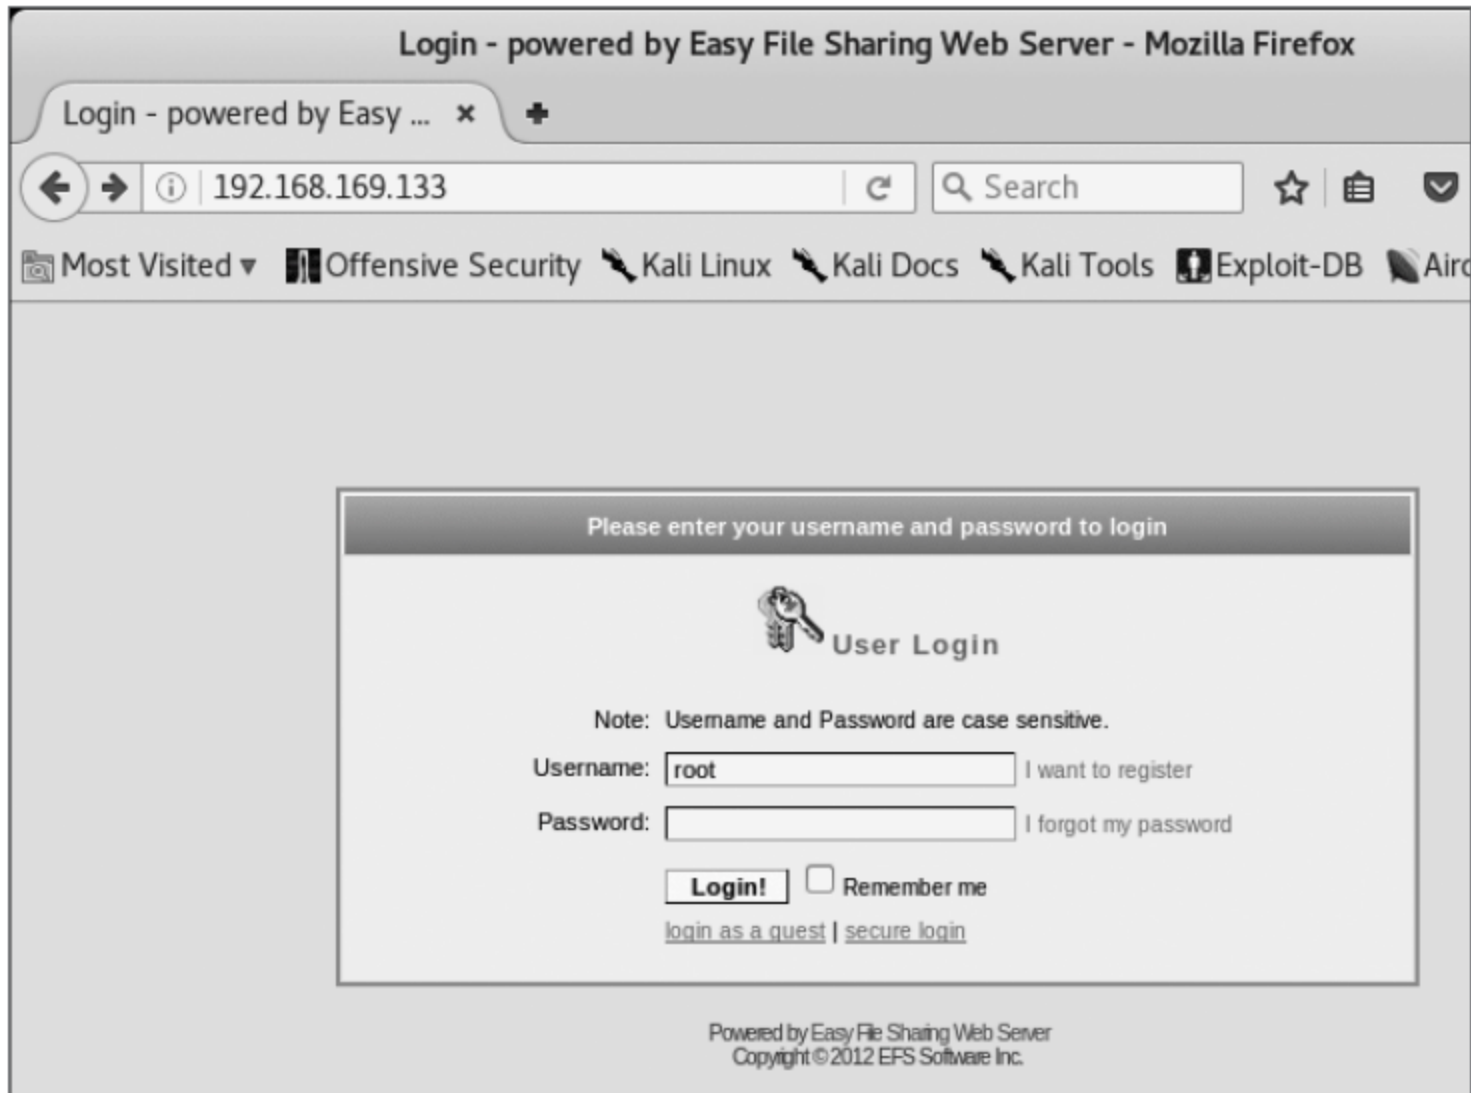 Login - powered by Easy File Sharing Web Server - Mozilla Firefox
Login - powered by Easy ...
192.168.169.133 Search
Most Visited Offensive Security Kali Linux Kali Docs Kali Tools Exploit-DB Airc
Please enter your username and password to login
User Login
Note: Username and Password are case sensitive.
Username: root I want to register
Password: I forgot my password
Login! Remember me
login as a guest | secure login
Powered by Easy File Sharing Web Server
Copyright © 2012 EFS Software Inc.